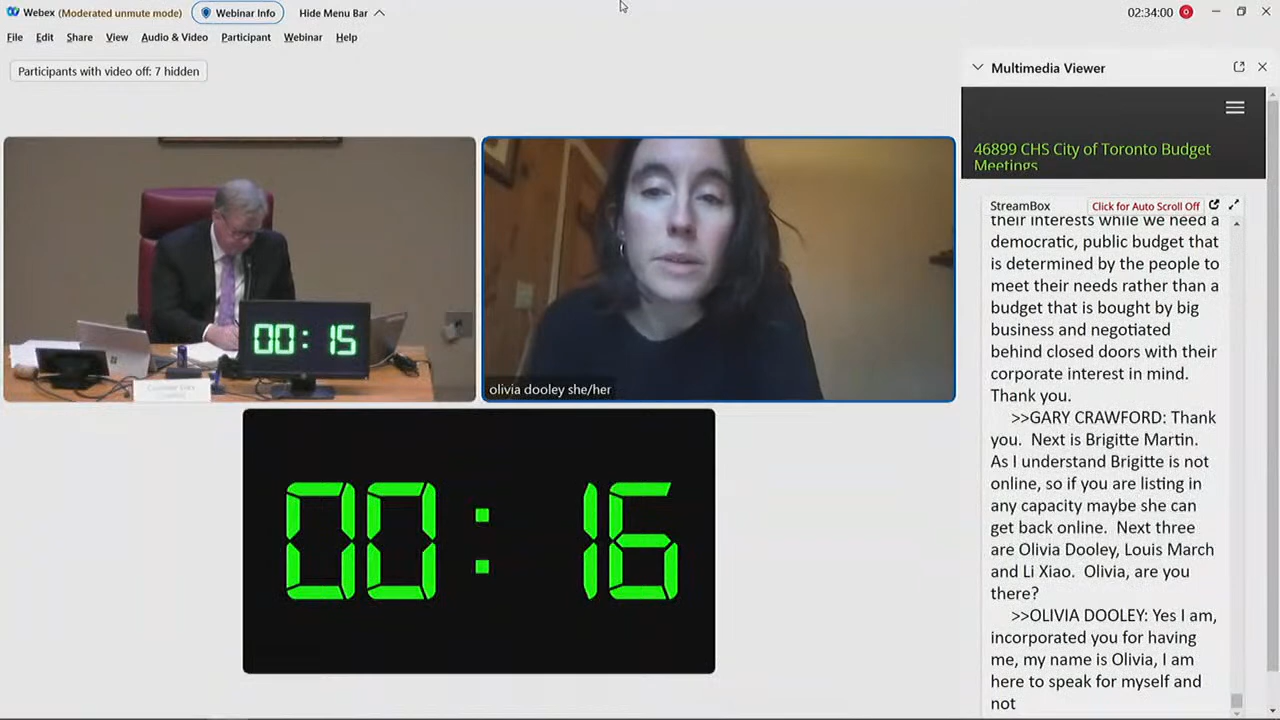 Webex (Moderated unmute mode) Webinar Info Hide Menu Bar 02:34:00
File Edit Share View Audio & Video Participant Webinar Help
Participants with video off: 7 hidden
Multimedia Viewer
46899 CHS City of Toronto Budget
Meetings
StreamBox Click for Auto Scroll Off
their interests while we need a
democratic, public budget that
is determined by the people to
meet their needs rather than a
budget that is bought by big
business and negotiated
behind closed doors with their
corporate interest in mind.
Thank you.
>>GARY CRAWFORD: Thank
you. Next is Brigitte Martin.
As I understand Brigitte is not
online, so if you are listing in
any capacity maybe she can
get back online. Next three
are Olivia Dooley, Louis March
and Li Xiao. Olivia, are you
there?
>>OLIVIA DOOLEY: Yes I am,
incorporated you for having
me, my name is Olivia, I am
here to speak for myself and
not
00:15
olivia dooley she/her
00:16